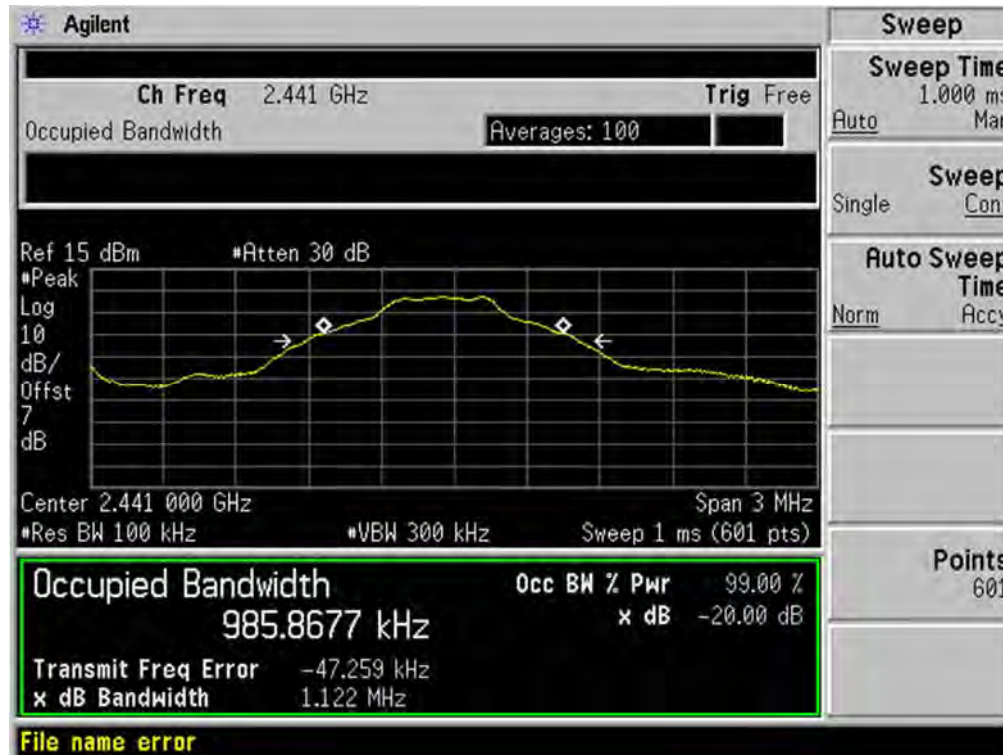 Agilent
Sweep
Ch Freq 2.441 GHz Trig Free
Occupied Bandwidth Averages: 100
Ref 15 dBm #Atten 30 dB
#Peak
Log
10
dB/
Offst
7
dB
Center 2.441 000 GHz Span 3 MHz
#Res BW 100 kHz #VBW 300 kHz Sweep 1 ms (601 pts)
Occupied Bandwidth
985.8677 kHz
Occ BW % Pwr 99.00 %
x dB -20.00 dB
Transmit Freq Error -47.259 kHz
x dB Bandwidth 1.122 MHz
File name error
Sweep Time
1.000 ms
Auto Man
Sweep
Single Cont
Auto Sweep
Time
Norm Accy
Points
601